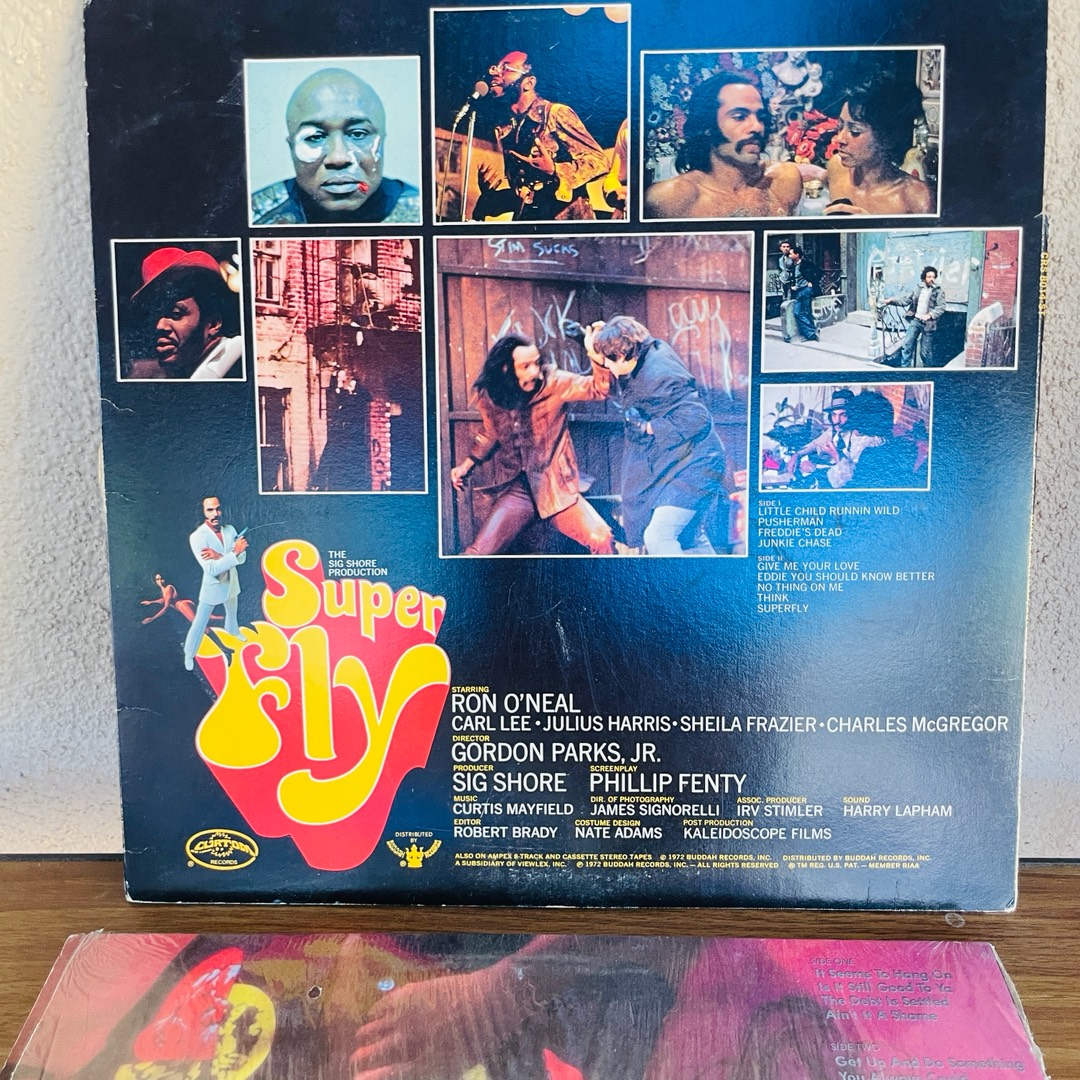 STIM SUCKS
CRS 8014-ST
SIDE I
LITTLE CHILD RUNNIN WILD
PUSHERMAN
FREDDIE'S DEAD
JUNKIE CHASE
SIDE II
GIVE ME YOUR LOVE
EDDIE YOU SHOULD KNOW BETTER
NO THING ON ME
THINK
SUPERFLY
THE
SIG SHORE
PRODUCTION
Super
Fly
STARRING
RON O'NEAL
CARL LEE • JULIUS HARRIS • SHEILA FRAZIER • CHARLES McGREGOR
DIRECTOR
GORDON PARKS, JR.
PRODUCER SCREENPLAY
SIG SHORE PHILLIP FENTY
MUSIC DIR. OF PHOTOGRAPHY ASSOC. PRODUCER SOUND
CURTIS MAYFIELD JAMES SIGNORELLI IRV STIMLER HARRY LAPHAM
EDITOR COSTUME DESIGN POST PRODUCTION
ROBERT BRADY NATE ADAMS KALEIDOSCOPE FILMS
CURTOM
RECORDS
®
DISTRIBUTED
BY
BUDDAH RECORDS
ALSO ON AMPEX 8-TRACK AND CASSETTE STEREO TAPES © 1972 BUDDAH RECORDS, INC. DISTRIBUTED BY BUDDAH RECORDS, INC.
A SUBSIDIARY OF VIEWLEX, INC. ℗ 1972 BUDDAH RECORDS, INC. — ALL RIGHTS RESERVED ® TM REG. U.S. PAT. — MEMBER RIAA
SIDE ONE
It Seems To Hang On
Is It Still Good To Ya
The Debt Is Settled
Ain't It A Shame
SIDE TWO
Get Up And Do Something
You